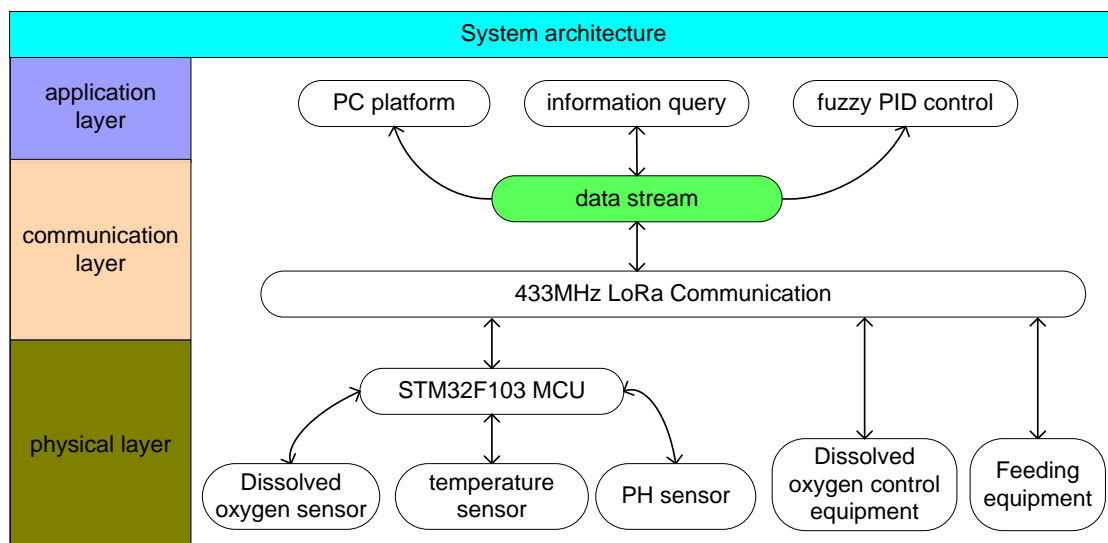 System architecture
application
layer
PC platform
information query
fuzzy PID control
data stream
communication
layer
433MHz LoRa Communication
STM32F103 MCU
physical layer
Dissolved
oxygen sensor
temperature
sensor
PH sensor
Dissolved
oxygen control
equipment
Feeding
equipment